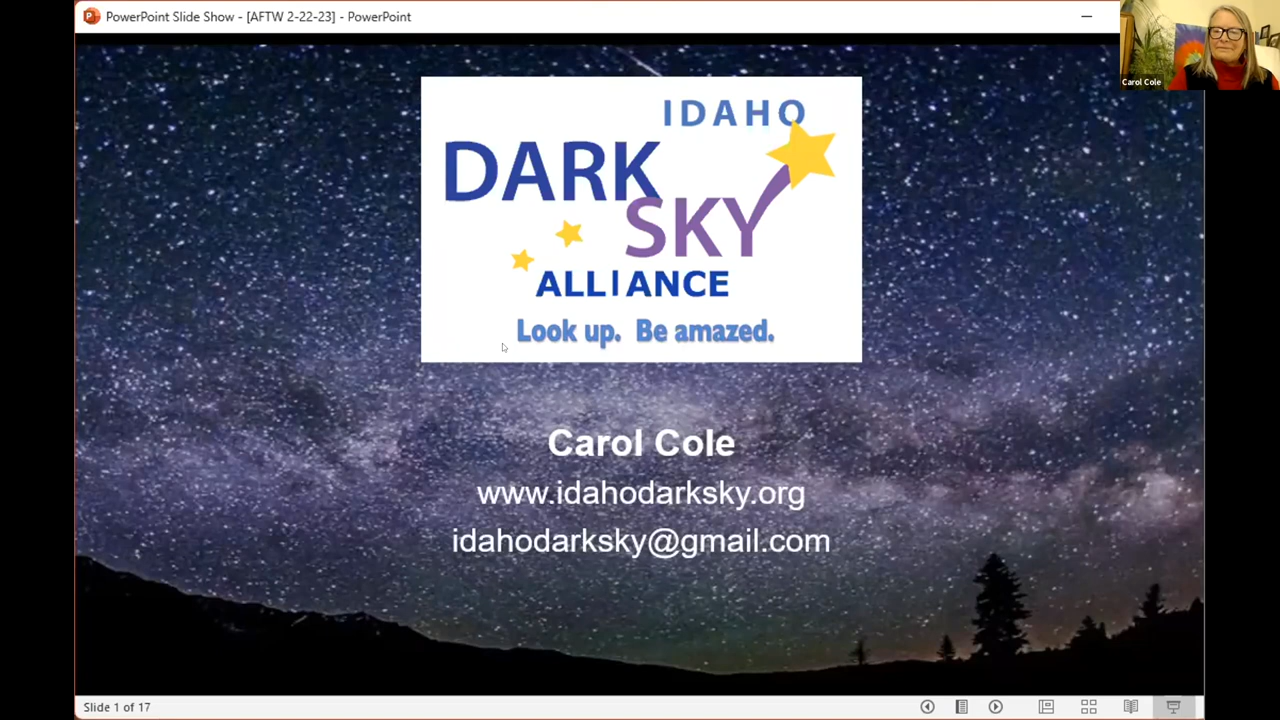 PowerPoint Slide Show - [AFTW 2-22-23] - PowerPoint
Carol Cole
IDAHO
DARK
SKY
ALLIANCE
Look up. Be amazed.
Carol Cole
www.idahodarksky.org
idahodarksky@gmail.com
Slide 1 of 17